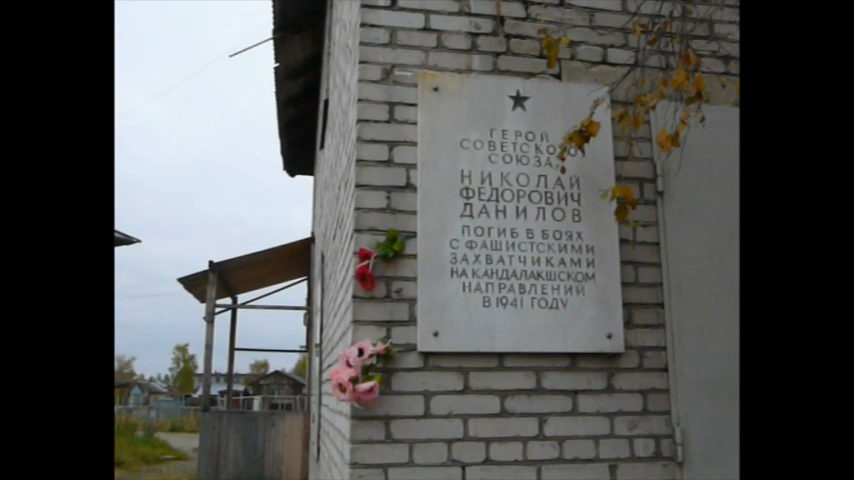 ГЕРОЙ
СОВЕТСКОГО
СОЮЗА
НИКОЛАЙ
ФЕДОРОВИЧ
ДАНИЛОВ
ПОГИБ В БОЯХ
С ФАШИСТСКИМИ
ЗАХВАТЧИКАМИ
НА КАНДАЛАКШСКОМ
НАПРАВЛЕНИИ
В 1941 ГОДУ